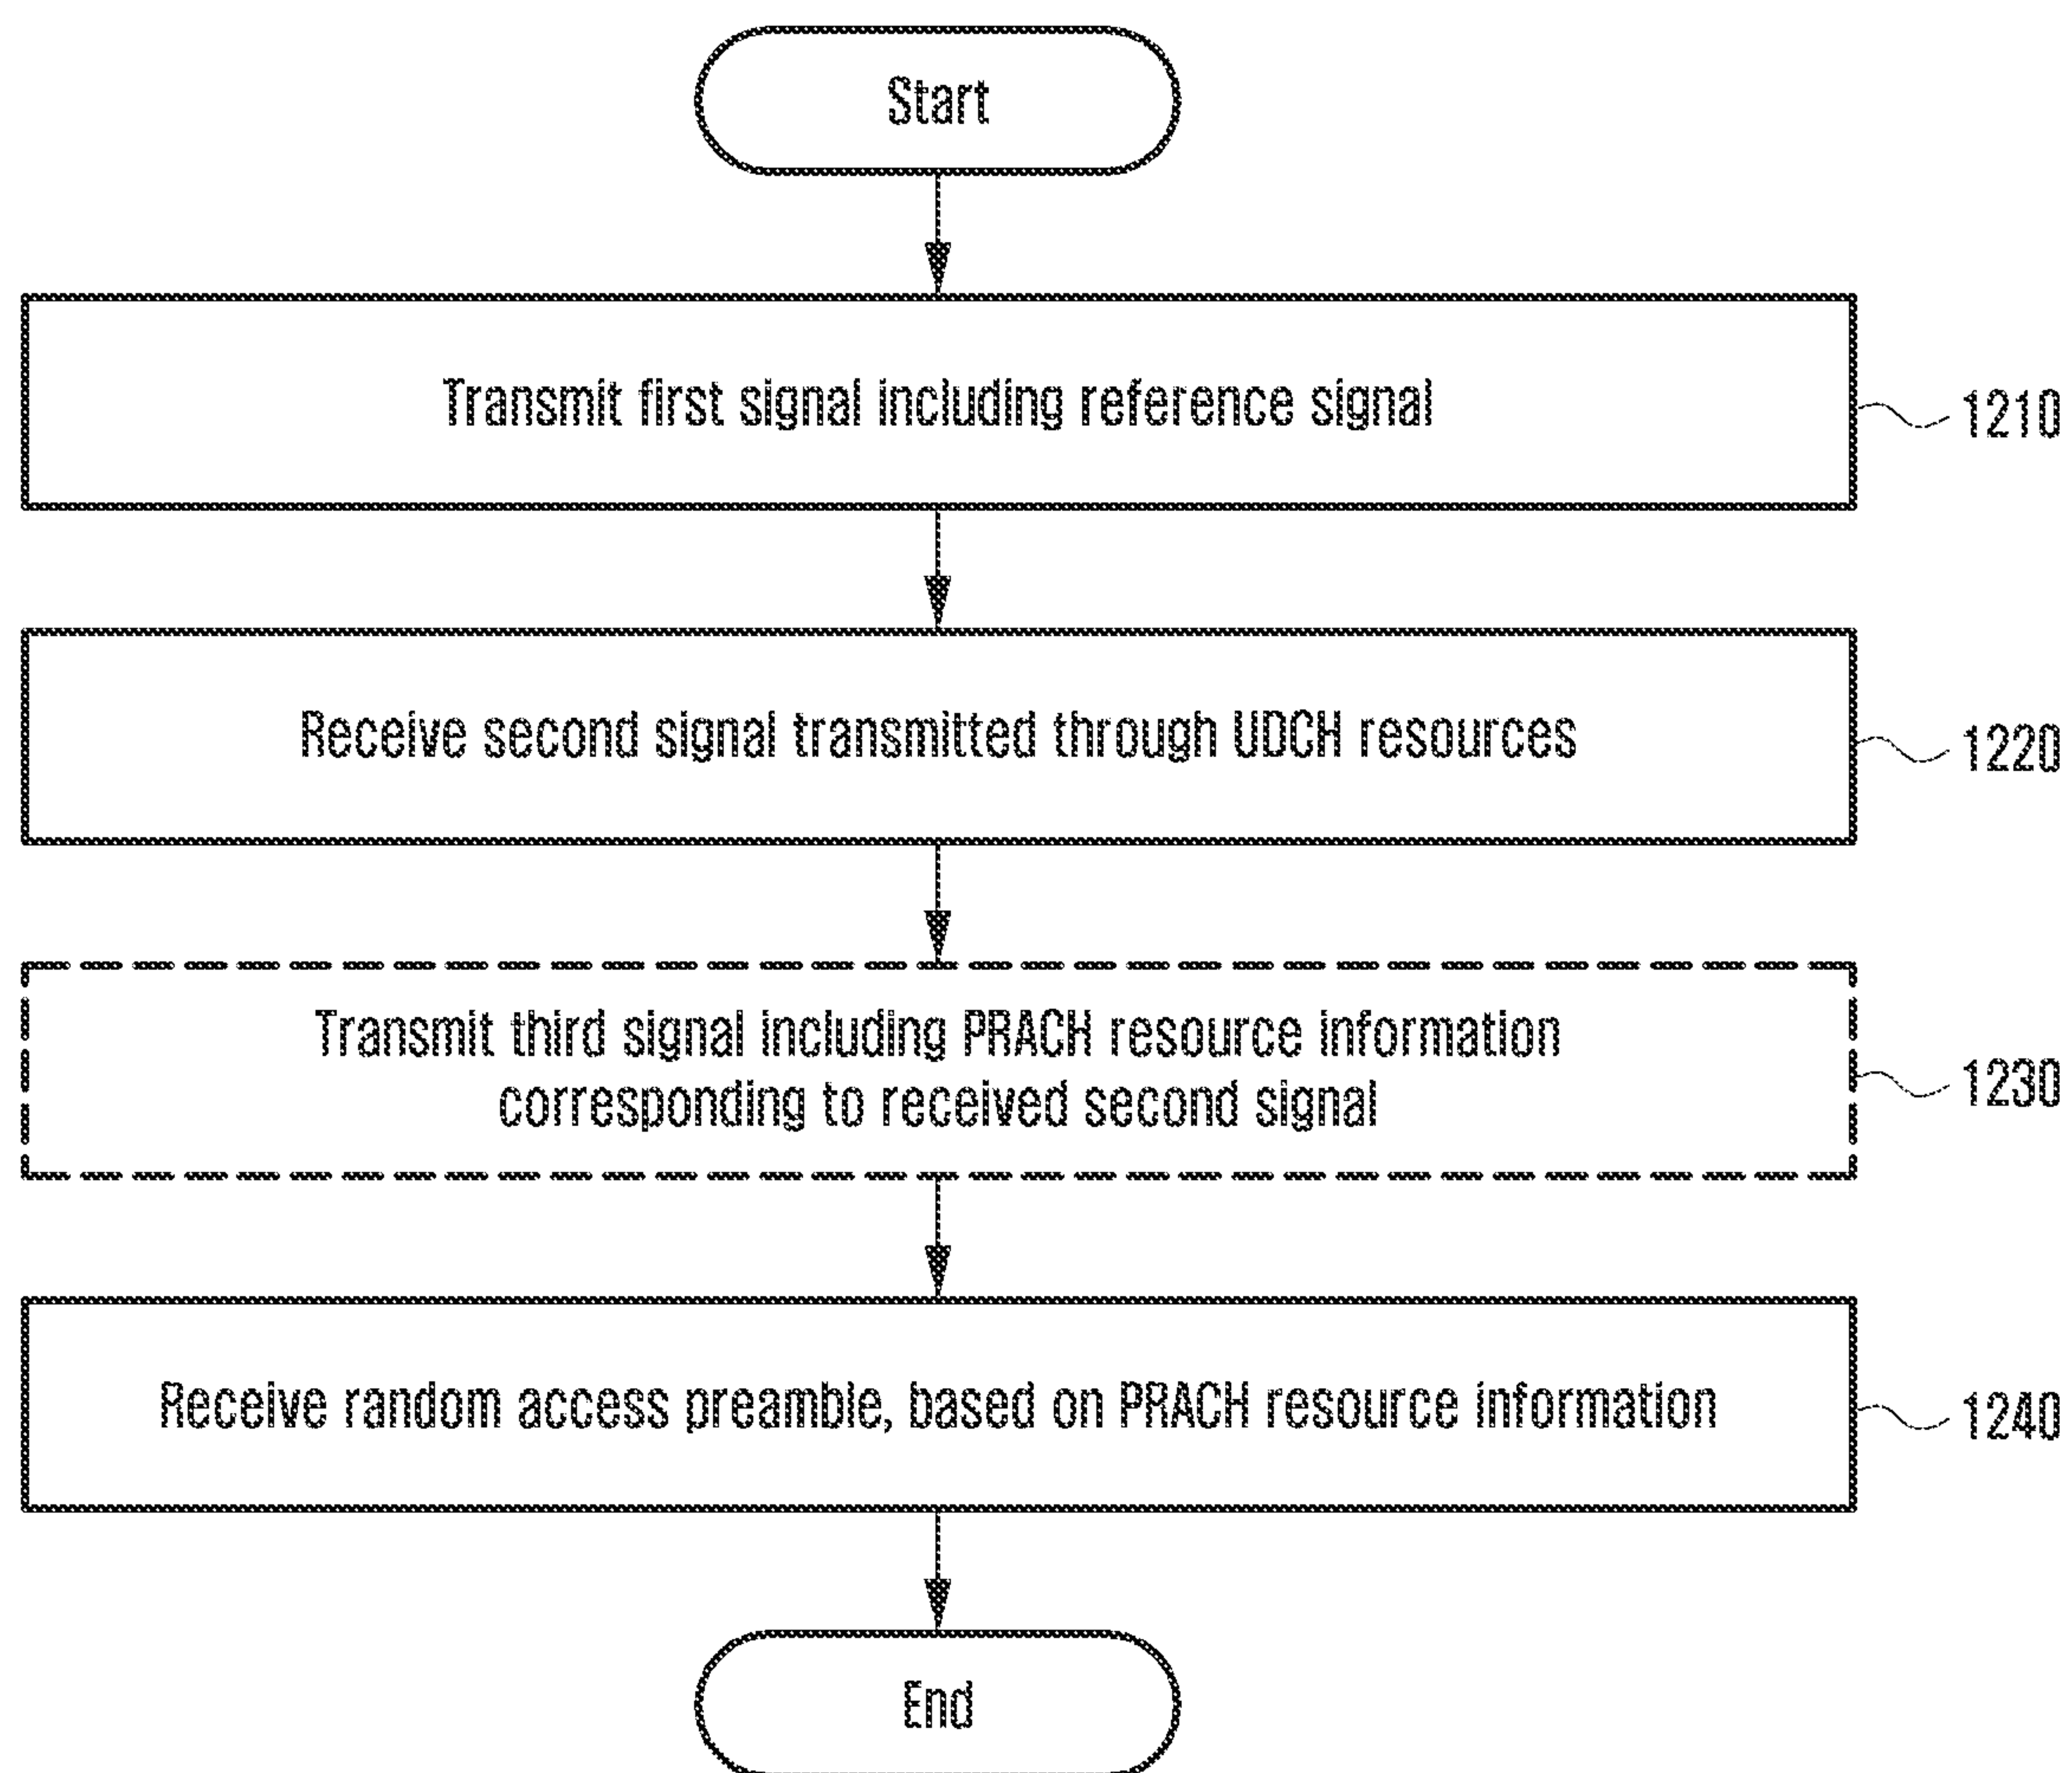 Start
Transmit first signal including reference signal
1210
Receive second signal transmitted through UDCH resources
1220
Transmit third signal including PRACH resource information
corresponding to received second signal
1230
Receive random access preamble, based on PRACH resource information
1240
End